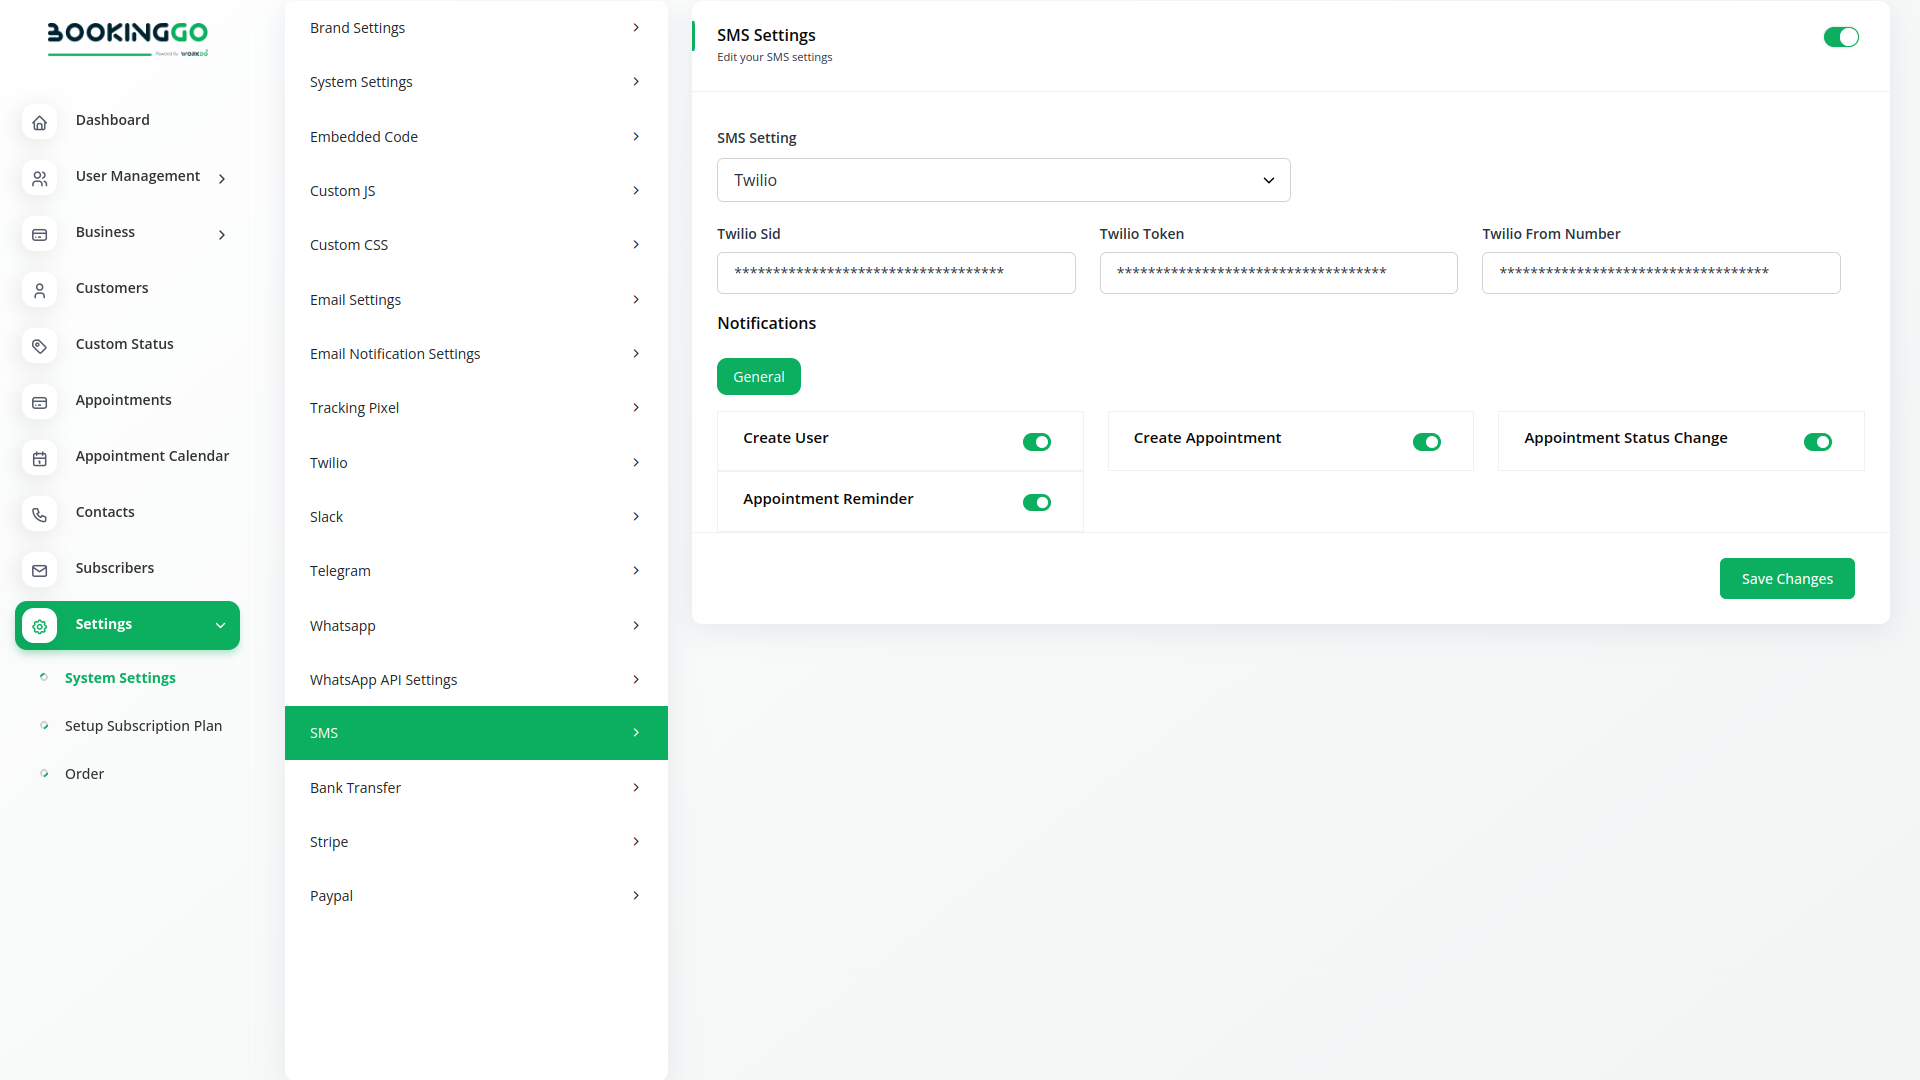 BOOKINGGO
Powered By WORKDO
Dashboard
User Management
Business
Customers
Custom Status
Appointments
Appointment Calendar
Contacts
Subscribers
Settings
System Settings
Setup Subscription Plan
Order
Brand Settings
System Settings
Embedded Code
Custom JS
Custom CSS
Email Settings
Email Notification Settings
Tracking Pixel
Twilio
Slack
Telegram
Whatsapp
WhatsApp API Settings
SMS
Bank Transfer
Stripe
Paypal
SMS Settings
Edit your SMS settings
SMS Setting
Twilio
Twilio Sid
Twilio Token
Twilio From Number
***********************************
***********************************
***********************************
Notifications
General
Create User
Create Appointment
Appointment Status Change
Appointment Reminder
Save Changes